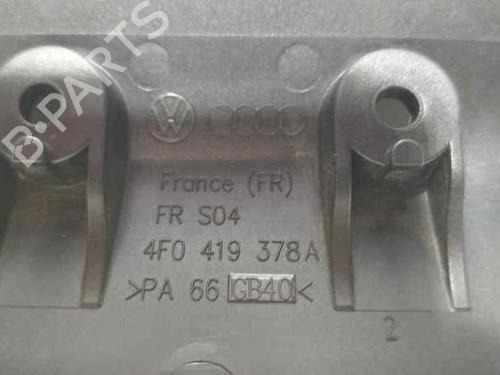 B-PARTS
France (FR)
FR S04
4F0 419 378A
>PA 66 GB40<
2